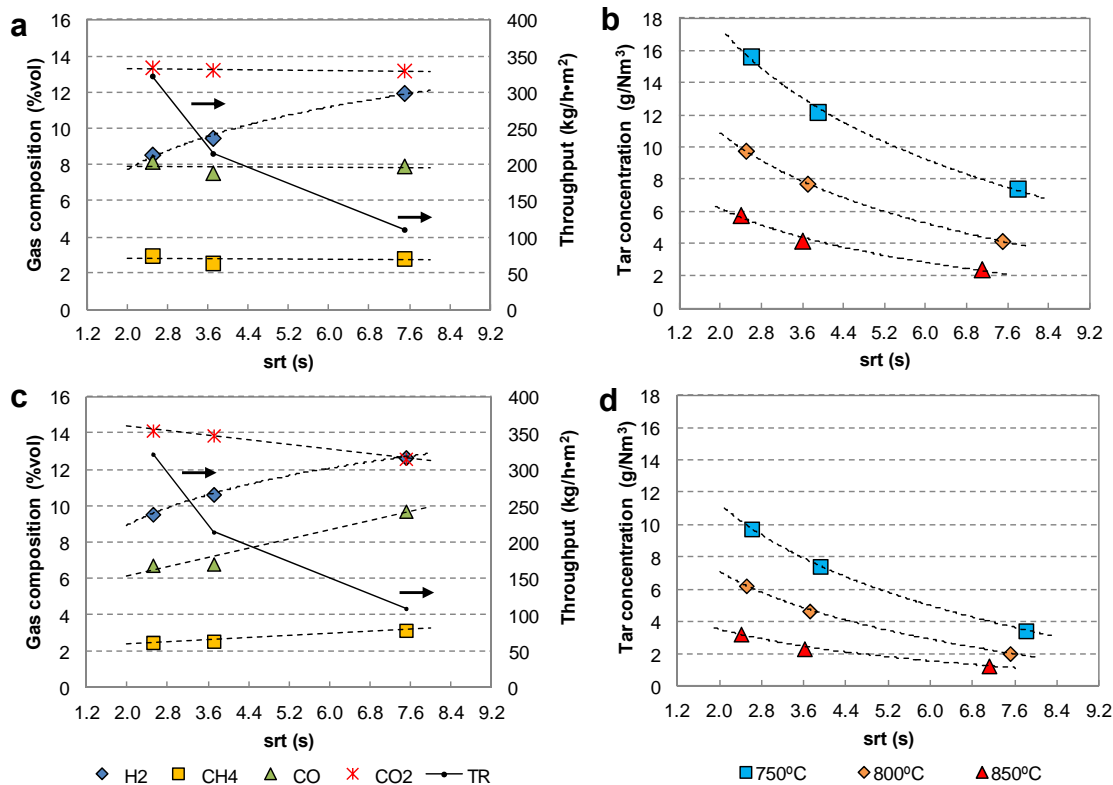 a
16
14
12
10
8
6
4
2
0
Gas composition (%vol)
400
350
300
250
200
150
100
50
0
Throughput (kg/h•m²)
1.2 2.0 2.8 3.6 4.4 5.2 6.0 6.8 7.6 8.4 9.2
srt (s)
b
18
16
14
12
10
8
6
4
2
0
Tar concentration (g/Nm³)
1.2 2.0 2.8 3.6 4.4 5.2 6.0 6.8 7.6 8.4 9.2
srt (s)
c
16
14
12
10
8
6
4
2
0
Gas composition (%vol)
400
350
300
250
200
150
100
50
0
Throughput (kg/h•m²)
1.2 2.0 2.8 3.6 4.4 5.2 6.0 6.8 7.6 8.4 9.2
srt (s)
d
18
16
14
12
10
8
6
4
2
0
Tar concentration (g/Nm³)
1.2 2.0 2.8 3.6 4.4 5.2 6.0 6.8 7.6 8.4 9.2
srt (s)
H2 CH4 CO CO2 TR
750ºC 800ºC 850ºC